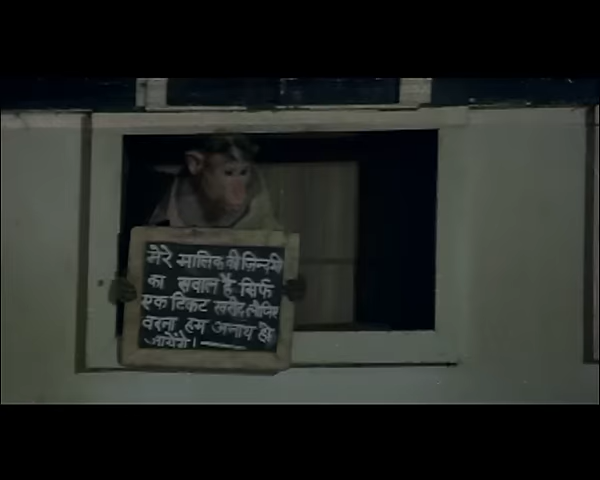 मेरे मालिक की ज़िन्दगी
का सवाल है सिर्फ
एक टिकट खरीद लीजिए
वरना हम अनाथ हो
जायेंगे।